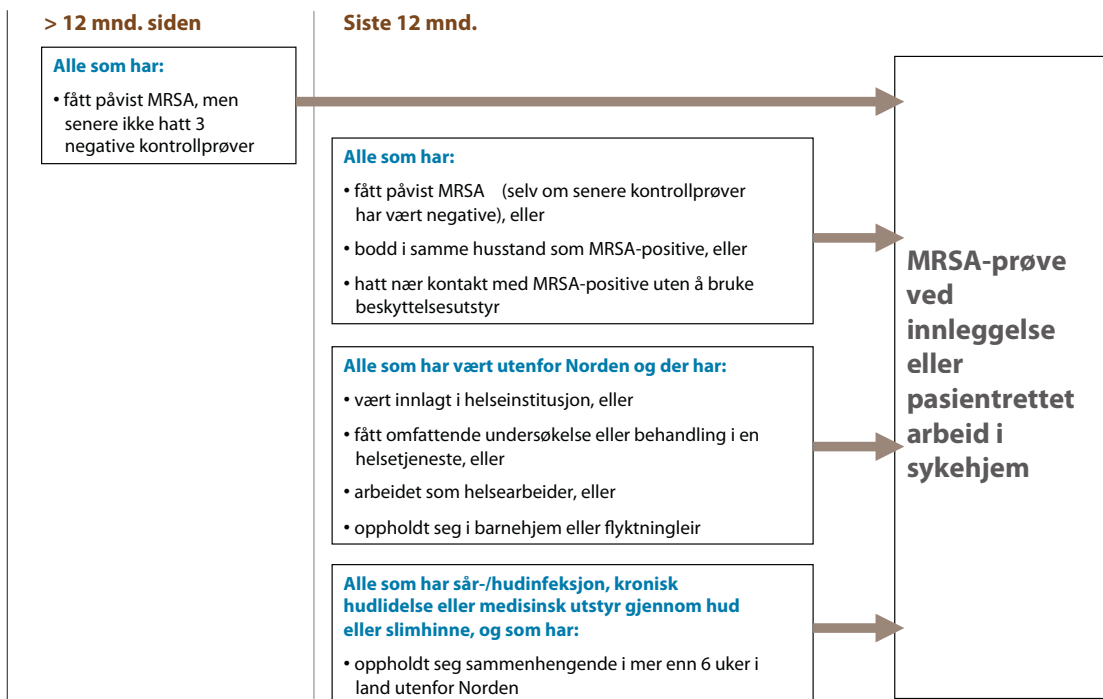 > 12 mnd. siden
Siste 12 mnd.
Alle som har:
• fått påvist MRSA, men
senere ikke hatt 3
negative kontrollprøver
Alle som har:
• fått påvist MRSA (selv om senere kontrollprøver
har vært negative), eller
• bodd i samme husstand som MRSA-positive, eller
• hatt nær kontakt med MRSA-positive uten å bruke
beskyttelsesutstyr
Alle som har vært utenfor Norden og der har:
• vært innlagt i helseinstitusjon, eller
• fått omfattende undersøkelse eller behandling i en
helsetjeneste, eller
• arbeidet som helsearbeider, eller
• oppholdt seg i barnehjem eller flyktningleir
Alle som har sår-/hudinfeksjon, kronisk
hudlidelse eller medisinsk utstyr gjennom hud
eller slimhinne, og som har:
• oppholdt seg sammenhengende i mer enn 6 uker i
land utenfor Norden
MRSA-prøve
ved
innleggelse
eller
pasientrettet
arbeid i
sykehjem